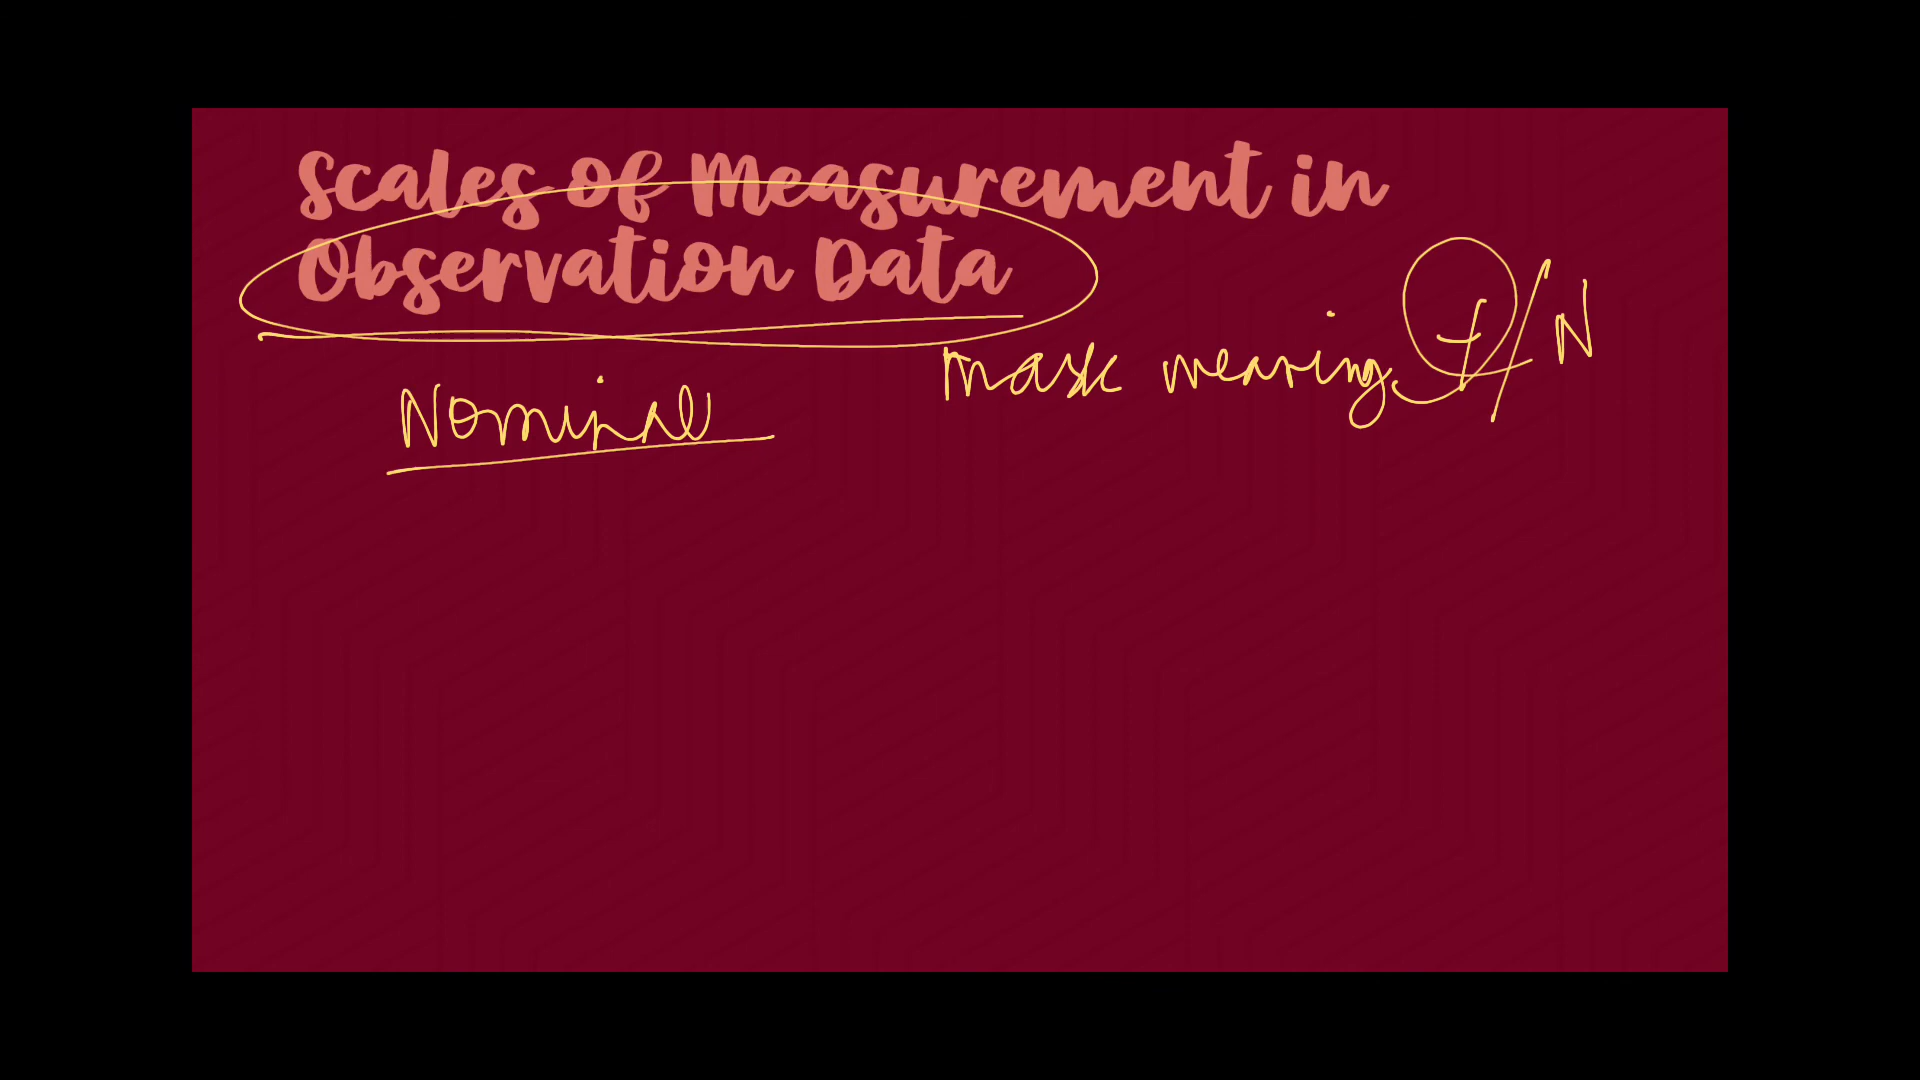 Scales of Measurement in
Observation Data
Nominal
mask wearing Y/N